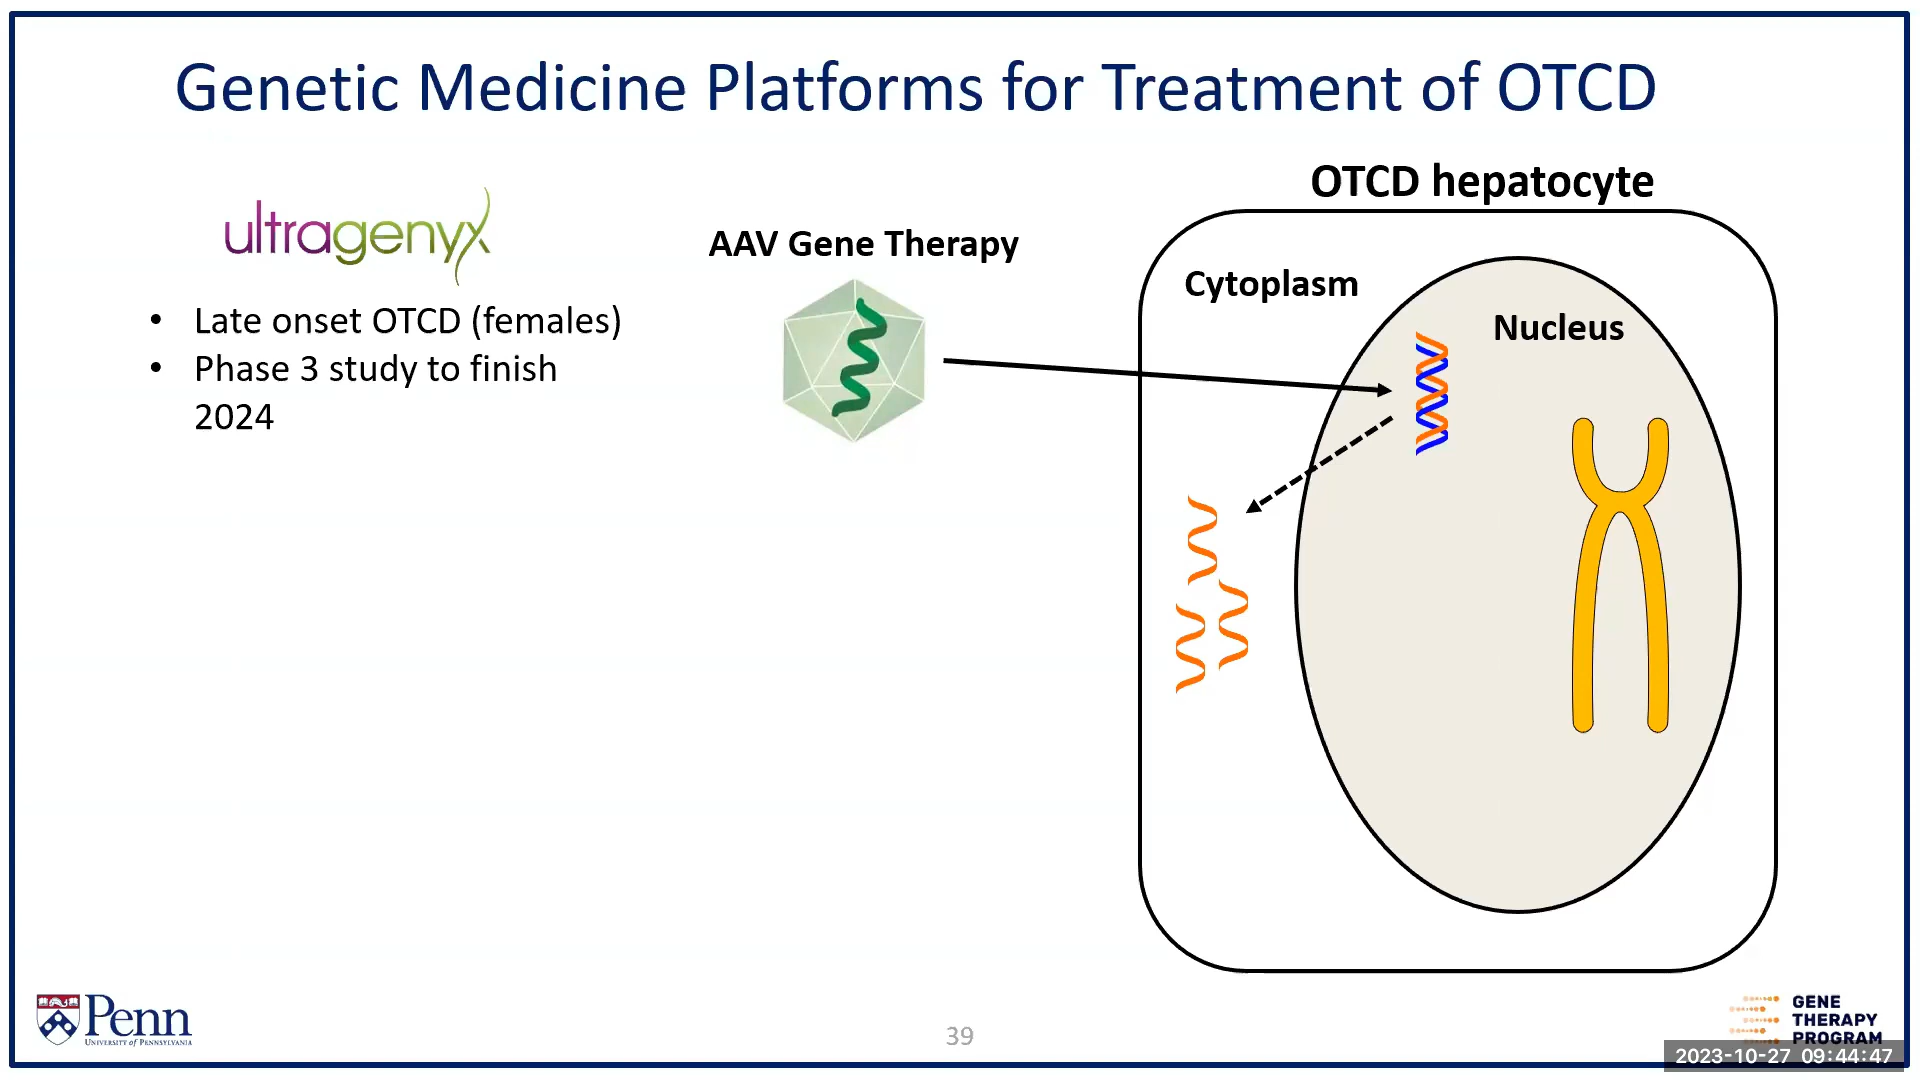 Genetic Medicine Platforms for Treatment of OTCD
ultragenyx
• Late onset OTCD (females)
• Phase 3 study to finish
2024
AAV Gene Therapy
OTCD hepatocyte
Cytoplasm
Nucleus
Penn
UNIVERSITY of PENNSYLVANIA
39
GENE
THERAPY
PROGRAM
2023-10-27 09:44:47